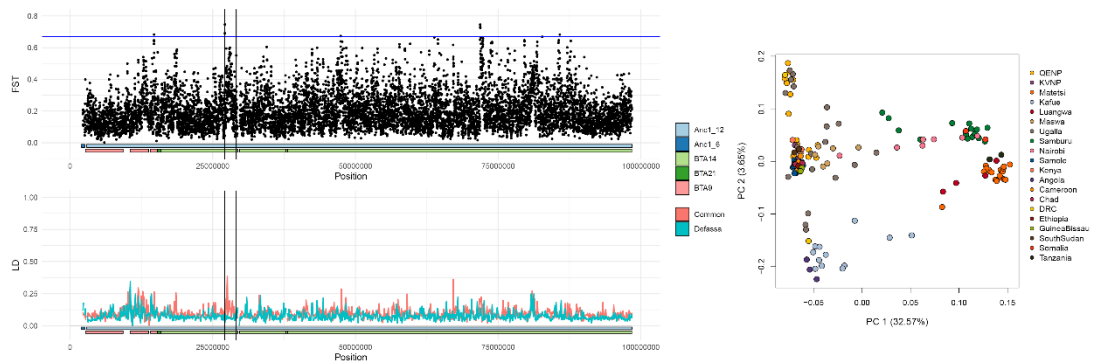 0.8
0.6
0.4
0.2
0.0
FST
0
25000000
50000000
75000000
100000000
Position
1.00
0.75
0.50
0.25
0.00
LD
0
25000000
50000000
75000000
100000000
Position
Anc1_12
Anc1_6
BTA14
BTA21
BTA9
Common
Defassa
0.2
0.1
0.0
−0.1
−0.2
PC 2 (3.65%)
−0.05
0.00
0.05
0.10
0.15
PC 1 (32.57%)
QENP
KVNP
Matetsi
Kafue
Luangwa
Maswa
Ugalla
Samburu
Nairobi
Samole
Kenya
Angola
Cameroon
Chad
DRC
Ethiopia
GuineaBissau
SouthSudan
Somalia
Tanzania